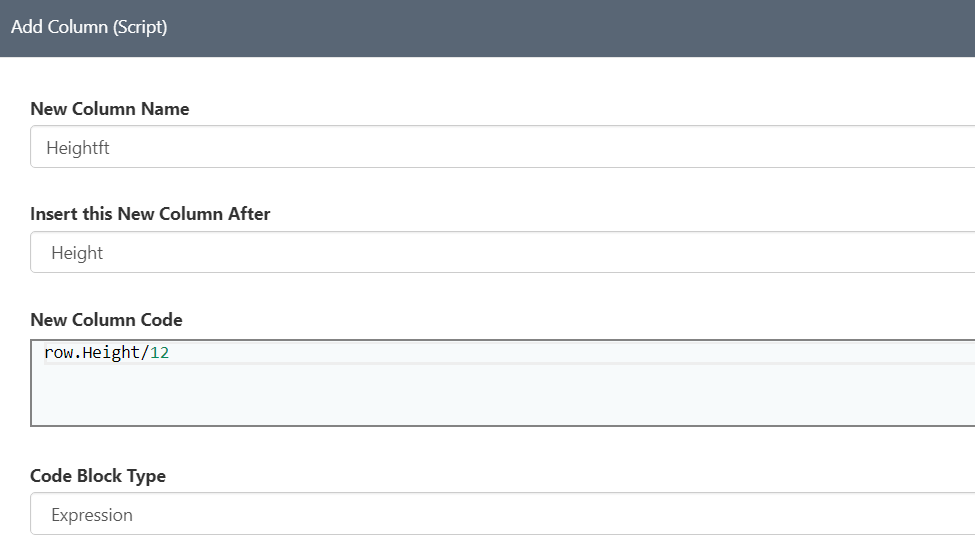 Add Column (Script)
New Column Name
Heightft
Insert this New Column After
Height
New Column Code
row.Height/12
Code Block Type
Expression